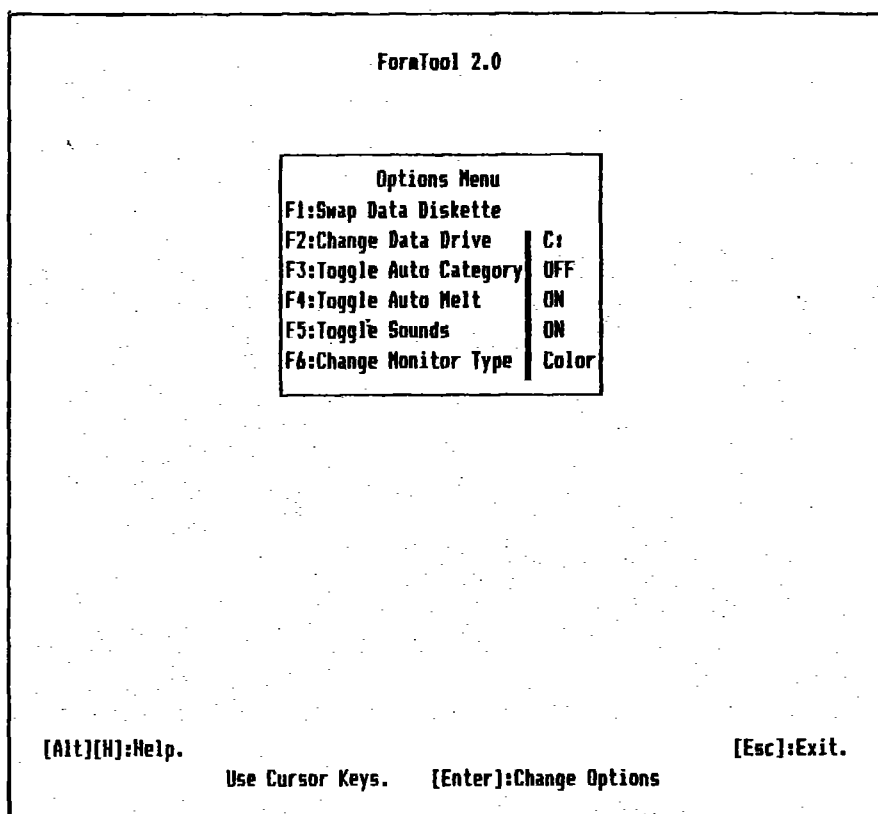 FormTool 2.0
Options Menu
F1:Swap Data Diskette
F2:Change Data Drive C:
F3:Toggle Auto Category OFF
F4:Toggle Auto Melt ON
F5:Toggle Sounds ON
F6:Change Monitor Type Color
[Alt][H]:Help. [Esc]:Exit.
Use Cursor Keys. [Enter]:Change Options